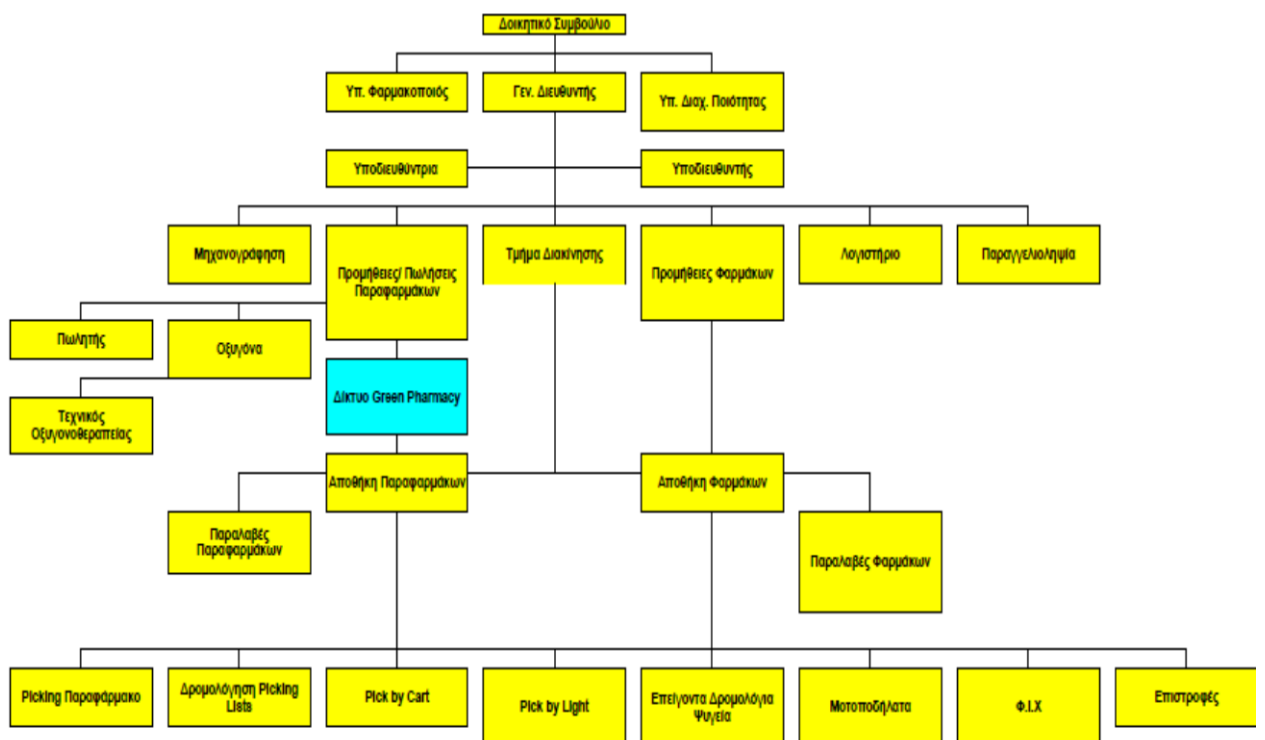 Διοικητικό Συμβούλιο
Υπ. Φαρμακοποιός
Γεν. Διευθυντής
Υπ. Διαχ. Ποιότητας
Υποδιευθύντρια
Υποδιευθυντής
Μηχανογράφηση
Προμήθειες/ Πωλήσεις
Παραφαρμάκων
Τμήμα Διακίνησης
Προμήθειες Φαρμάκων
Λογιστήριο
Παραγγελιοληψία
Πωλητής
Οξυγόνα
Δίκτυο Green Pharmacy
Τεχνικός
Οξυγονοθεραπείας
Αποθήκη Παραφαρμάκων
Αποθήκη Φαρμάκων
Παραλαβές
Παραφαρμάκων
Παραλαβές Φαρμάκων
Picking Παραφάρμακο
Δρομολόγηση Picking
Lists
Pick by Cart
Pick by Light
Επείγοντα Δρομολόγια
Ψυγεία
Μοτοποδήλατα
Φ.Ι.Χ
Επιστροφές